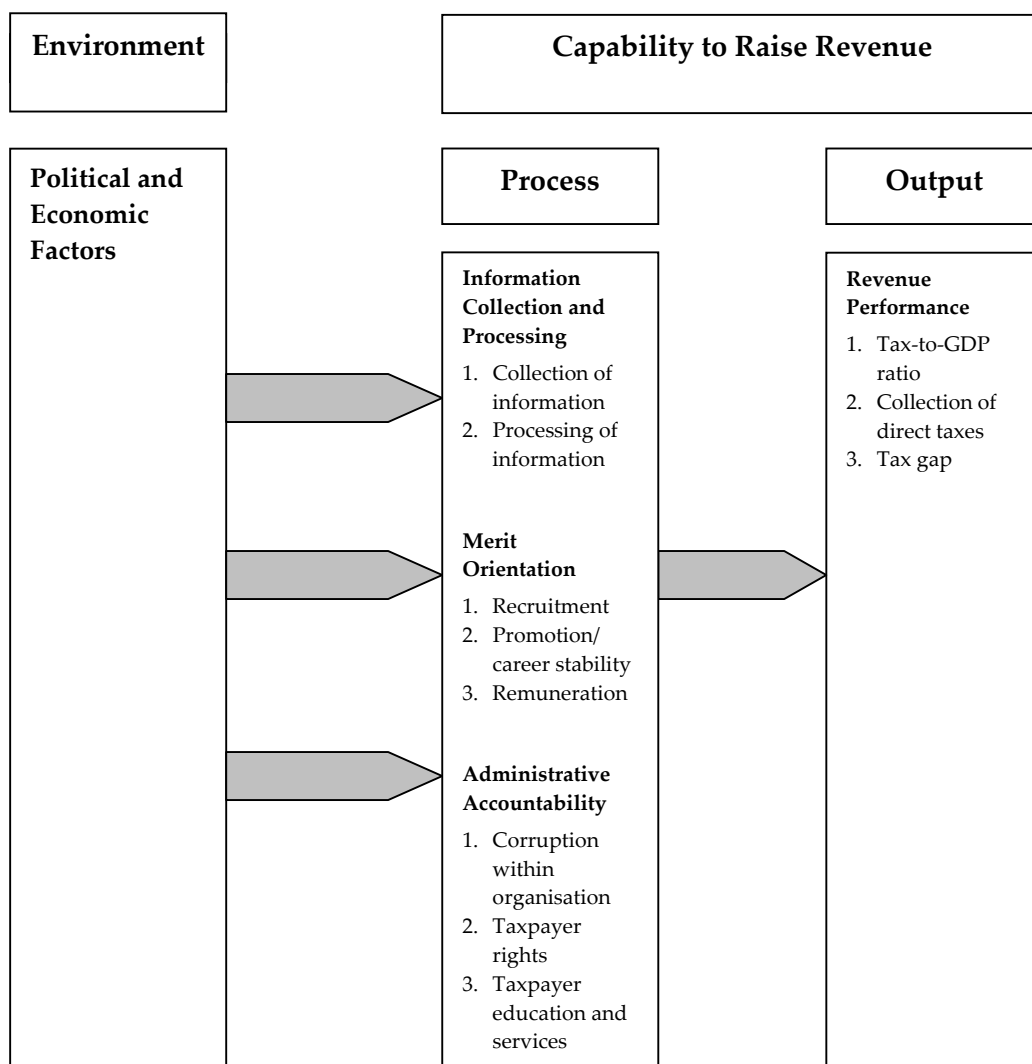 Environment
Capability to Raise Revenue
Political and
Economic
Factors
Process
Output
Information
Collection and
Processing
1. Collection of
information
2. Processing of
information
Merit
Orientation
1. Recruitment
2. Promotion/
career stability
3. Remuneration
Administrative
Accountability
1. Corruption
within
organisation
2. Taxpayer
rights
3. Taxpayer
education and
services
Revenue
Performance
1. Tax-to-GDP
ratio
2. Collection of
direct taxes
3. Tax gap